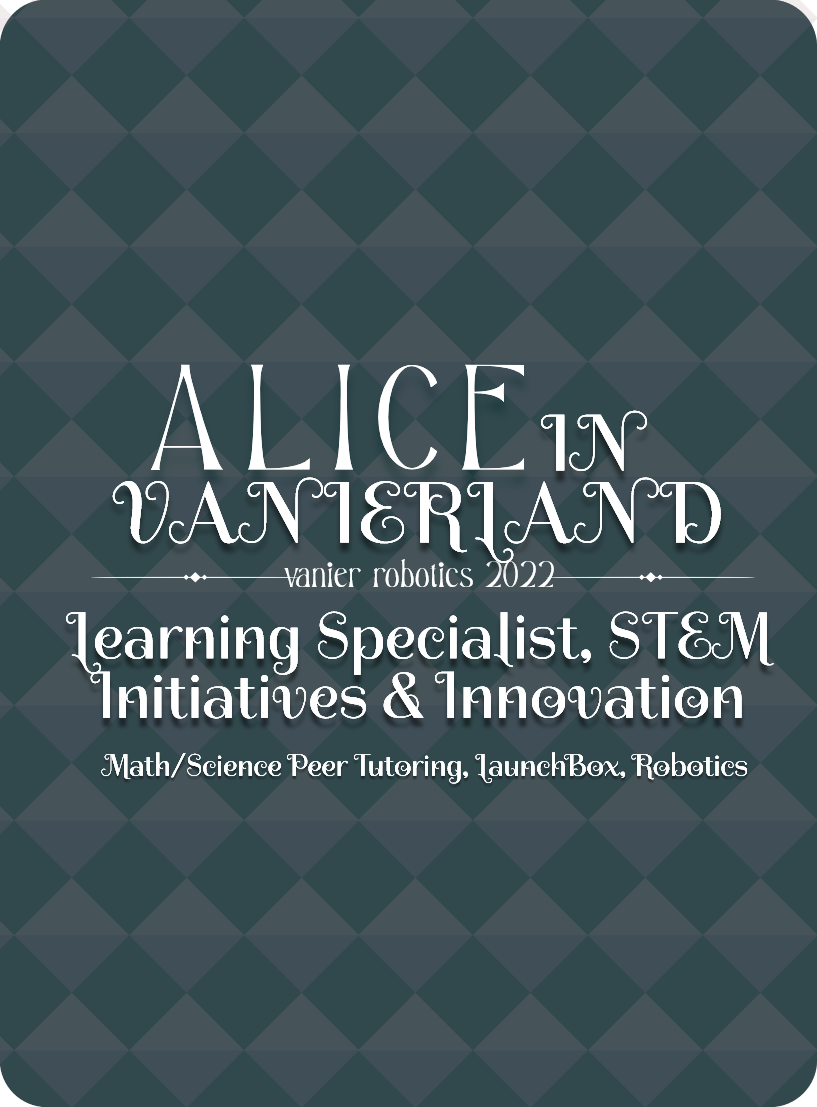 ALICE IN
VANIERLAND
vanier robotics 2022
Learning Specialist, STEM
Initiatives & Innovation
Math/Science Peer Tutoring, LaunchBox, Robotics